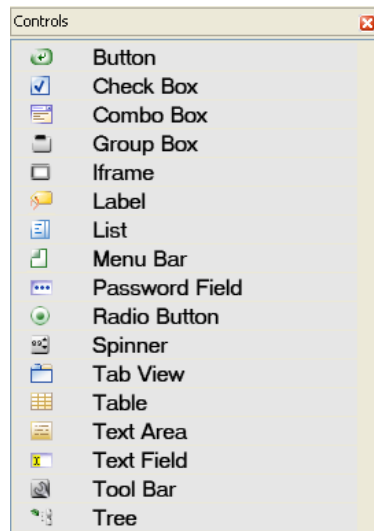 Controls
Button
Check Box
Combo Box
Group Box
Iframe
Label
List
Menu Bar
Password Field
Radio Button
Spinner
Tab View
Table
Text Area
Text Field
Tool Bar
Tree